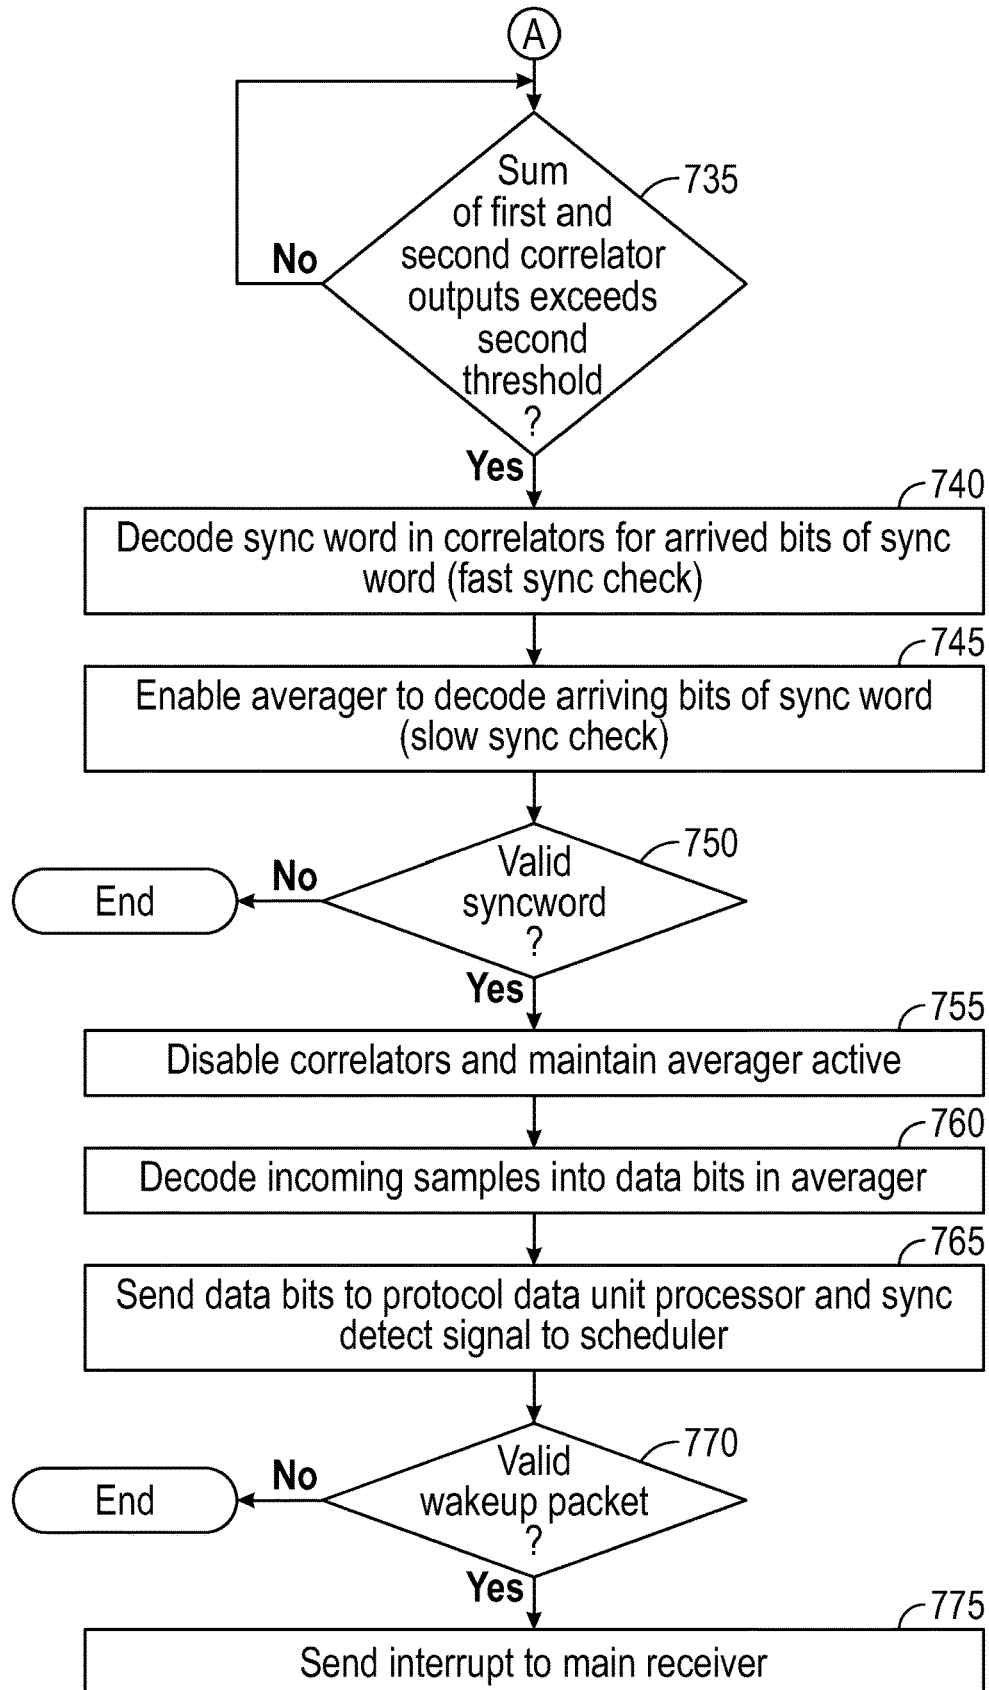 A
Sum
of first and
second correlator
outputs exceeds
second
threshold
?
735
No
Yes
740
Decode sync word in correlators for arrived bits of sync
word (fast sync check)
745
Enable averager to decode arriving bits of sync word
(slow sync check)
750
Valid
syncword
?
No
End
Yes
755
Disable correlators and maintain averager active
760
Decode incoming samples into data bits in averager
765
Send data bits to protocol data unit processor and sync
detect signal to scheduler
770
Valid
wakeup packet
?
No
End
Yes
775
Send interrupt to main receiver